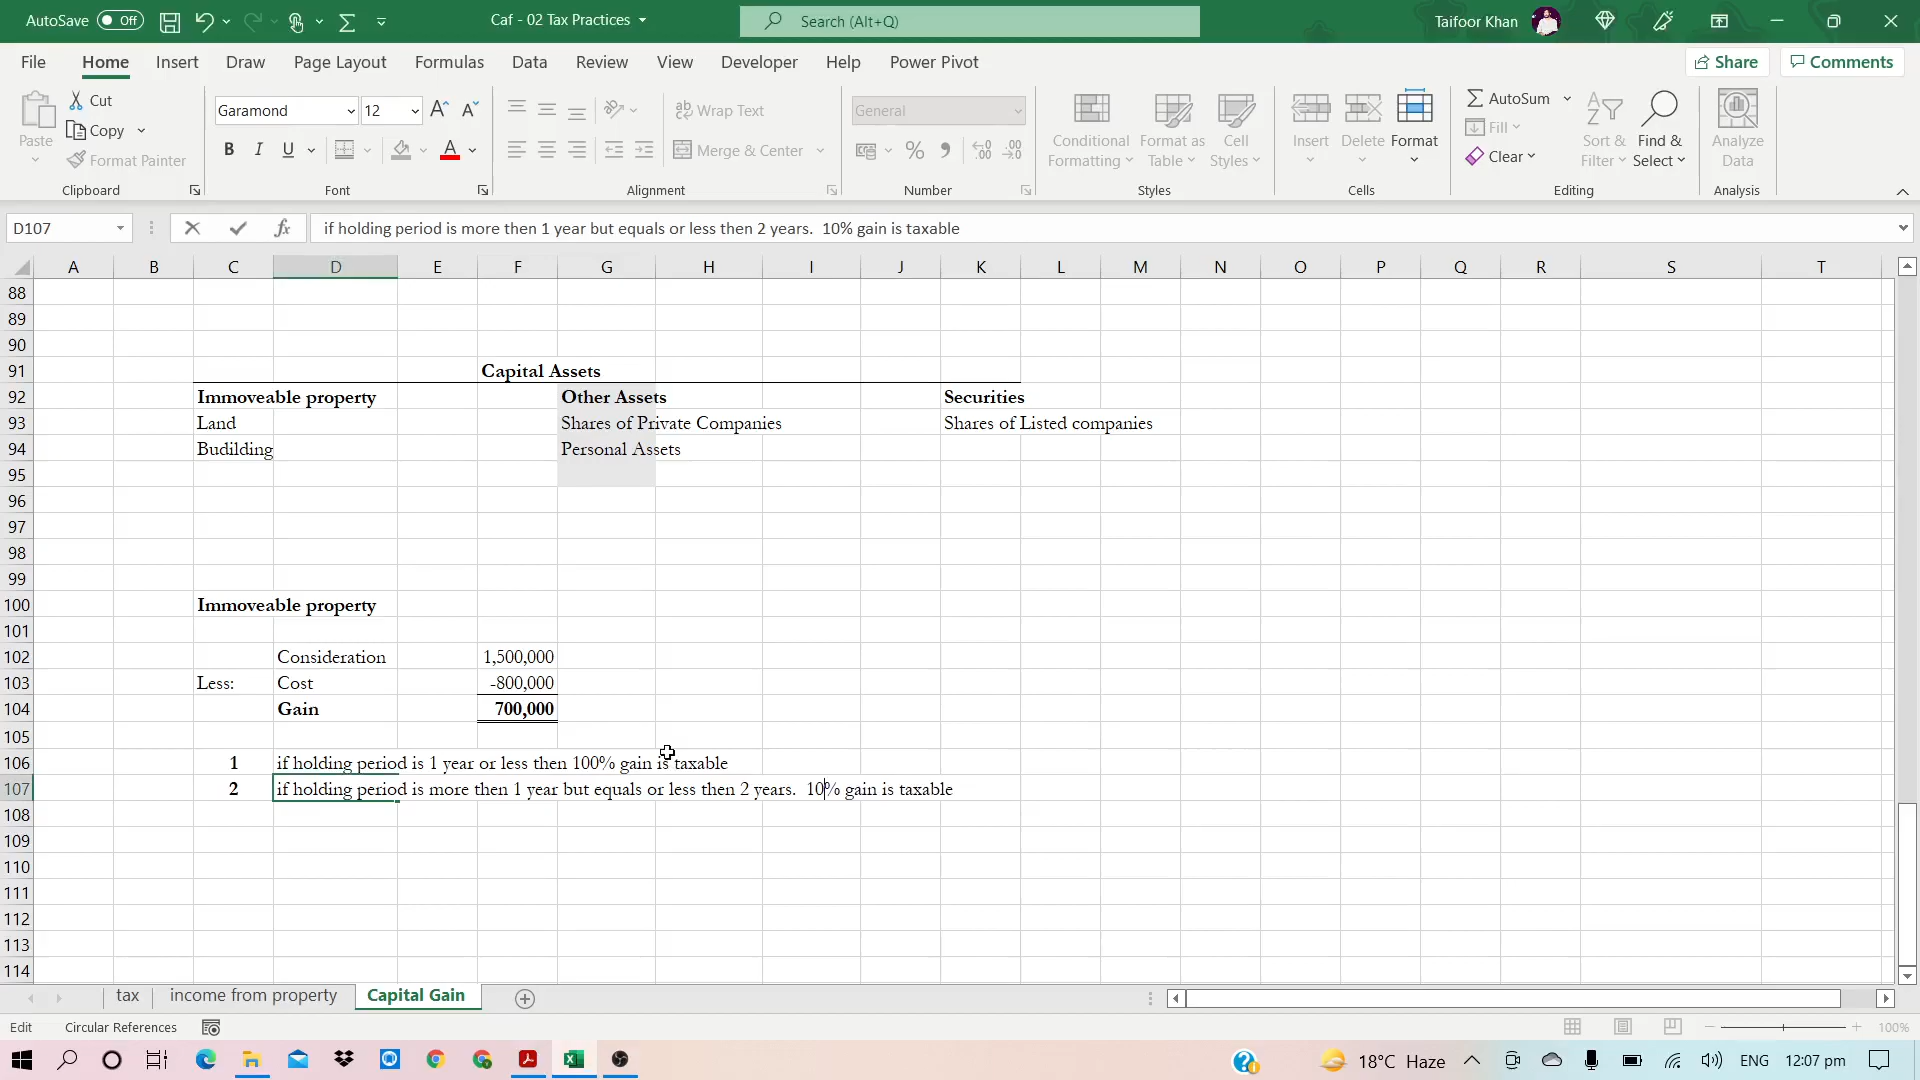 AutoSave Off
Caf - 02 Tax Practices
Search (Alt+Q)
Taifoor Khan
File Home Insert Draw Page Layout Formulas Data Review View Developer Help Power Pivot
Share Comments
Paste
Cut
Copy
Format Painter
Clipboard
Garamond 12
B I U
Font
Wrap Text
Merge & Center
Alignment
General
Number
Conditional Formatting
Format as Table
Cell Styles
Styles
Insert Delete Format
Cells
AutoSum
Fill
Clear
Sort & Filter
Find & Select
Editing
Analyze Data
Analysis
D107
fx
if holding period is more then 1 year but equals or less then 2 years.  10% gain is taxable
A B C D E F G H I J K L M N O P Q R S T
88
89
90
91 Capital Assets
92 Immoveable property Other Assets Securities
93 Land Shares of Private Companies Shares of Listed companies
94 Budilding Personal Assets
95
96
97
98
99
100 Immoveable property
101
102 Consideration 1,500,000
103 Less: Cost -800,000
104 Gain 700,000
105
106 1 if holding period is 1 year or less then 100% gain is taxable
107 2 if holding period is more then 1 year but equals or less then 2 years.  10% gain is taxable
108
109
110
111
112
113
114
tax income from property Capital Gain
Edit Circular References
100%
18°C Haze
ENG 12:07 pm